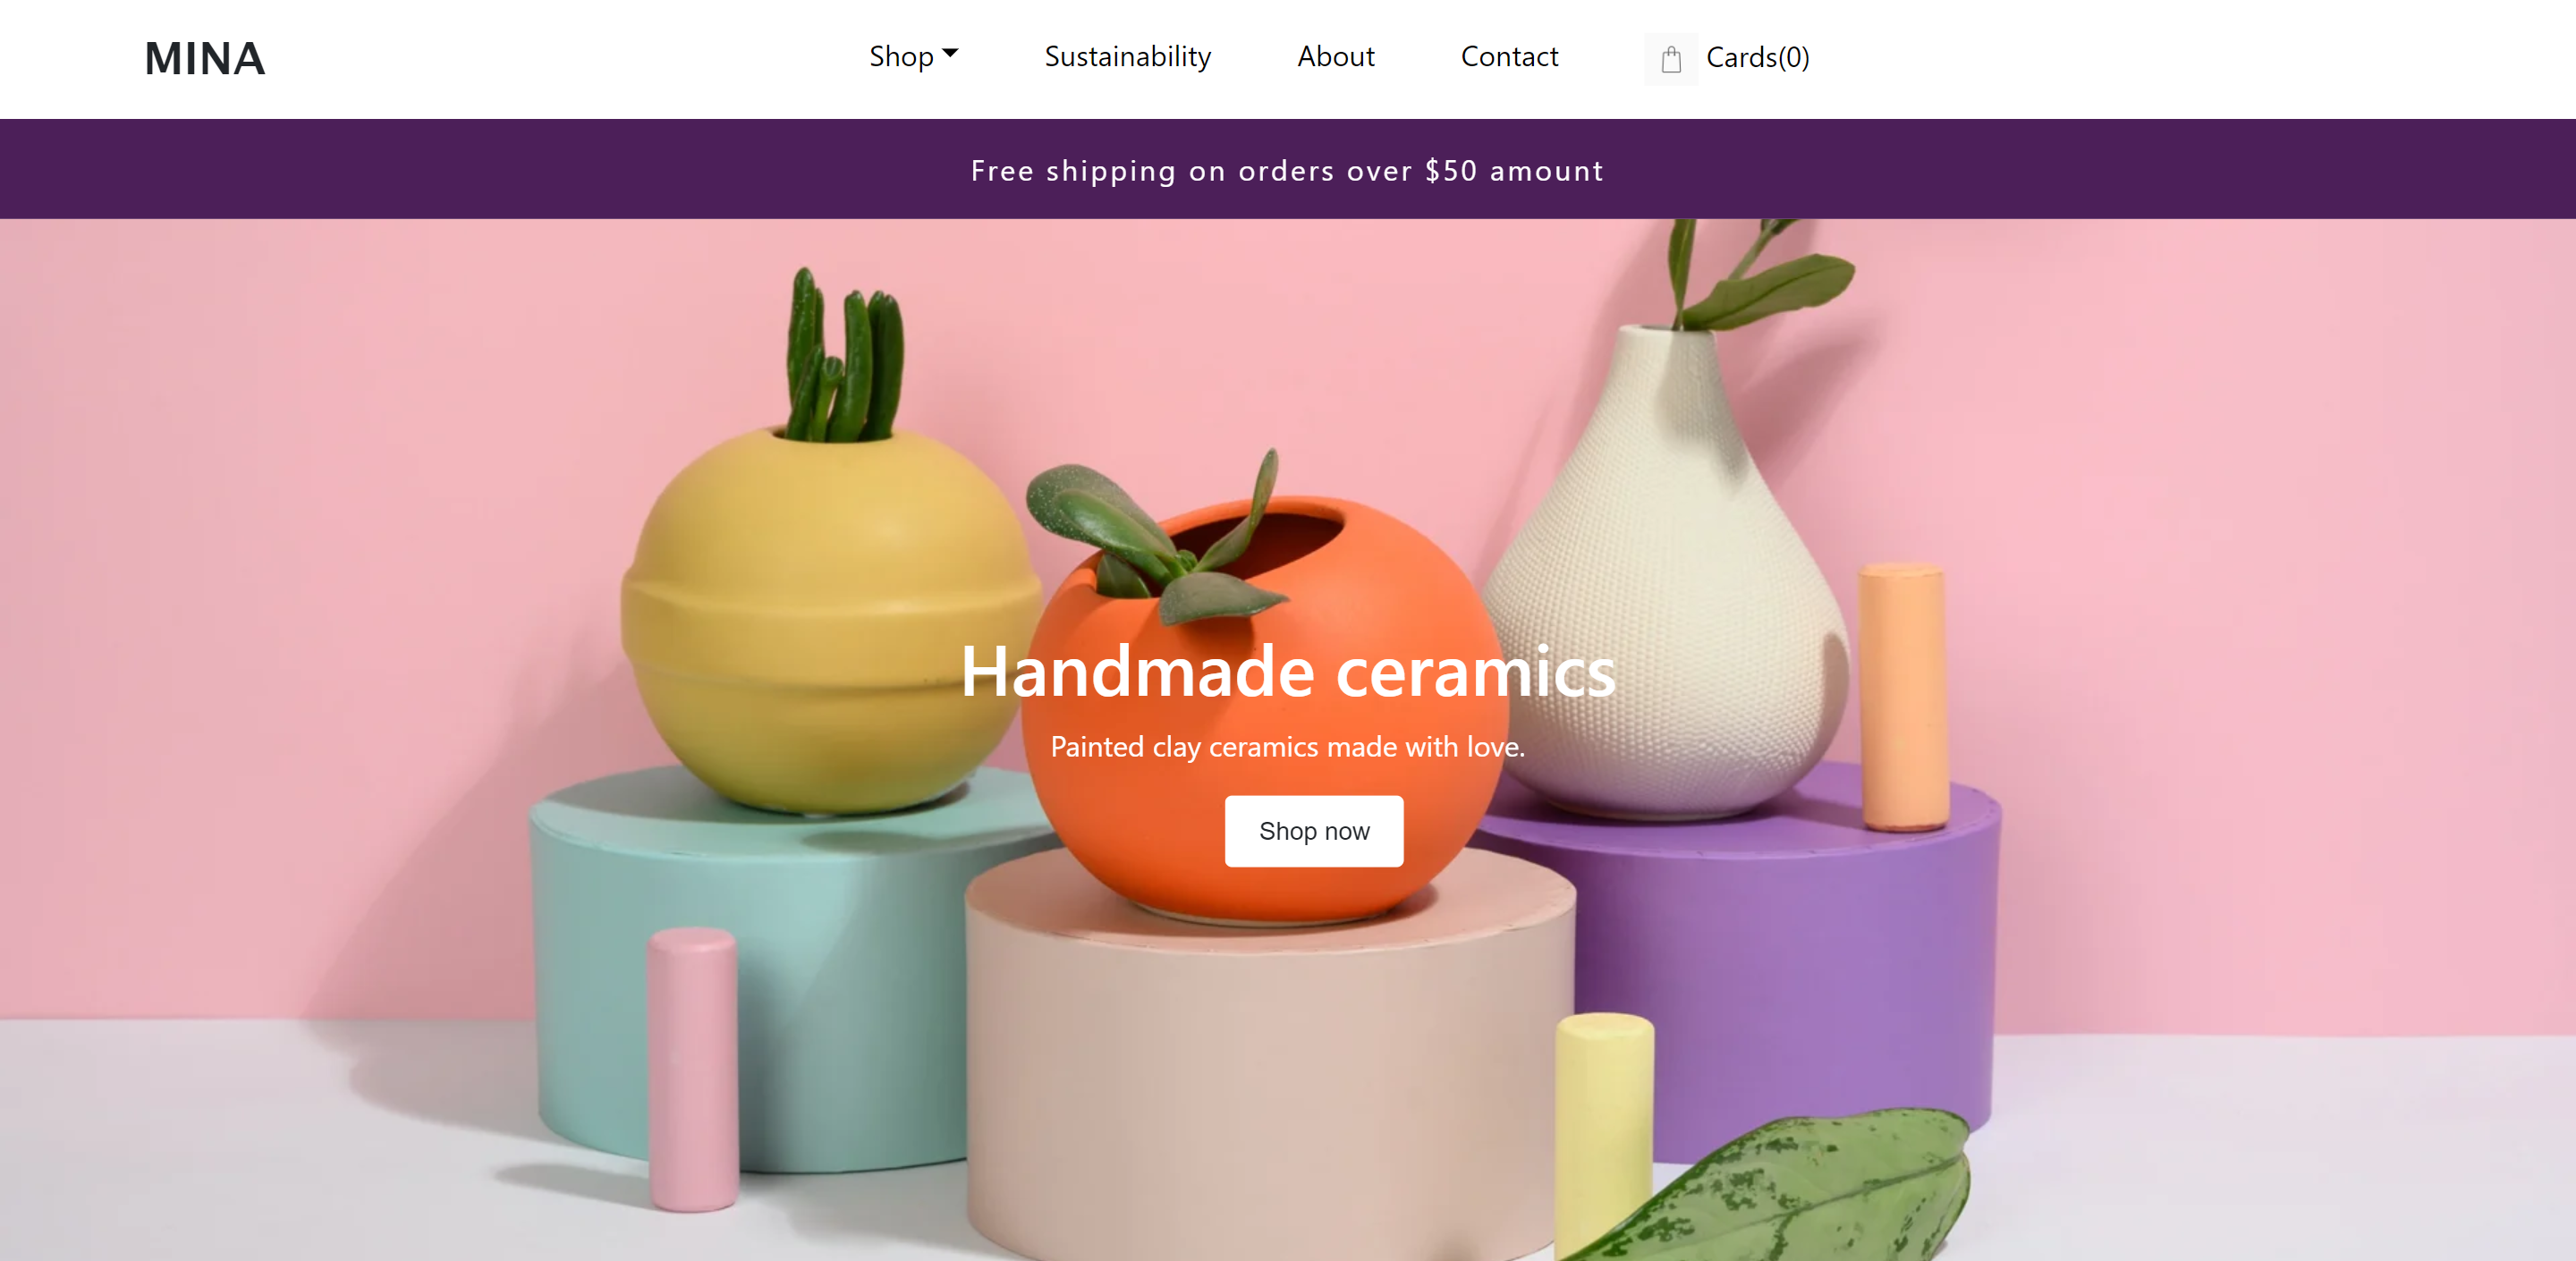 MINA
Shop Sustainability About Contact Cards(0)
Free shipping on orders over $50 amount
Handmade ceramics
Painted clay ceramics made with love.
Shop now